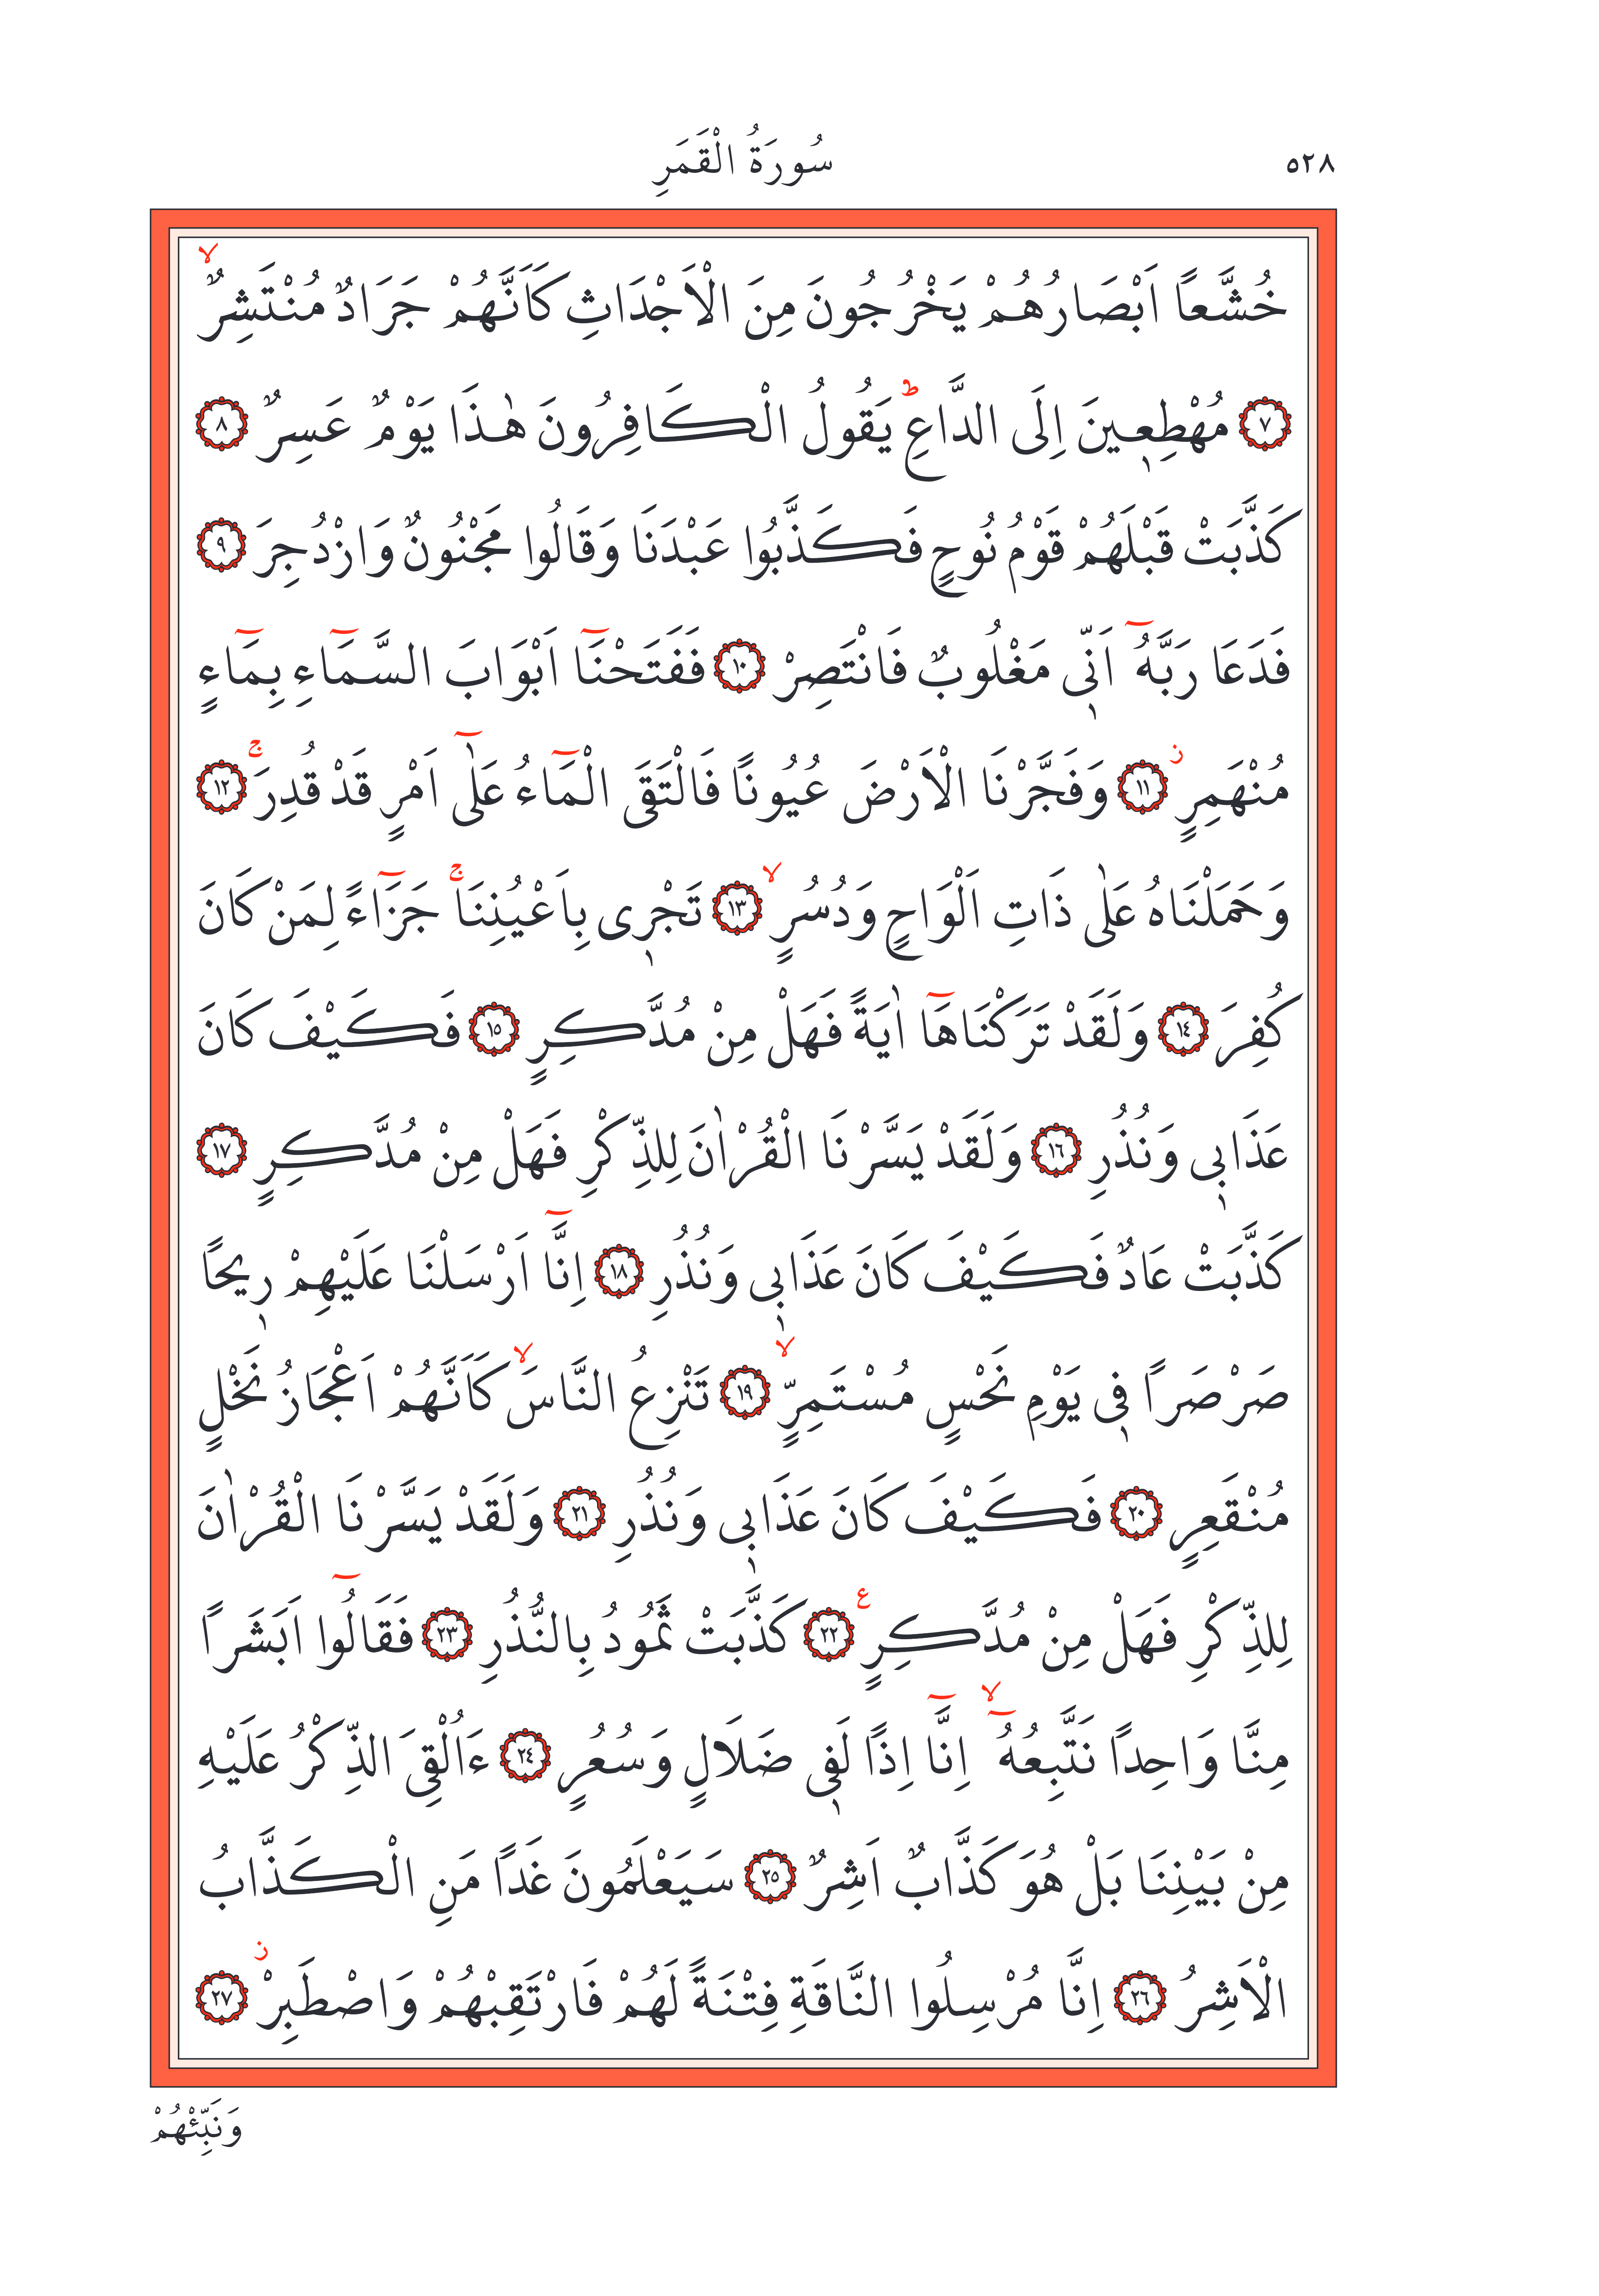 ٥٢٨ سُورَةُ الْقَمَرِ
خُشَّعاً اَبْصَارُهُمْ يَخْرُجُونَ مِنَ الْاَجْدَاثِ كَاَنَّهُمْ جَرَادٌ مُنْتَشِرٌۙ
﴿٧﴾ مُهْطِع۪ينَ اِلَى الدَّاعِۜ يَقُولُ الْكَافِرُونَ هٰذَا يَوْمٌ عَسِرٌ ﴿٨﴾
كَذَّبَتْ قَبْلَهُمْ قَوْمُ نُوحٍ فَكَذَّبُوا عَبْدَنَا وَقَالُوا مَجْنُونٌ وَازْدُجِرَ ﴿٩﴾
فَدَعَا رَبَّهُٓ اَنّ۪ي مَغْلُوبٌ فَانْتَصِرْ ﴿١٠﴾ فَفَتَحْنَٓا اَبْوَابَ السَّمَٓاءِ بِمَٓاءٍ
مُنْهَمِرٍۘ ﴿١١﴾ وَفَجَّرْنَا الْاَرْضَ عُيُونًا فَالْتَقَى الْمَٓاءُ عَلٰٓى اَمْرٍ قَدْ قُدِرَۚ ﴿١٢﴾
وَحَمَلْنَاهُ عَلٰى ذَاتِ اَلْوَاحٍ وَدُسُرٍۙ ﴿١٣﴾ تَجْر۪ي بِاَعْيُنِنَاۚ جَزَٓاءً لِمَنْ كَانَ
كُفِرَ ﴿١٤﴾ وَلَقَدْ تَرَكْنَاهَٓا اٰيَةً فَهَلْ مِنْ مُدَّكِرٍ ﴿١٥﴾ فَكَيْفَ كَانَ
عَذَاب۪ي وَنُذُرِ ﴿١٦﴾ وَلَقَدْ يَسَّرْنَا الْقُرْاٰنَ لِلذِّكْرِ فَهَلْ مِنْ مُدَّكِرٍ ﴿١٧﴾
كَذَّبَتْ عَادٌ فَكَيْفَ كَانَ عَذَاب۪ي وَنُذُرِ ﴿١٨﴾ اِنَّٓا اَرْسَلْنَا عَلَيْهِمْ ر۪يحًا
صَرْصَرًا ف۪ي يَوْمِ نَحْسٍ مُسْتَمِرٍّۙ ﴿١٩﴾ تَنْزِعُ النَّاسَۙ كَاَنَّهُمْ اَعْجَازُ نَخْلٍ
مُنْقَعِرٍ ﴿٢٠﴾ فَكَيْفَ كَانَ عَذَاب۪ي وَنُذُرِ ﴿٢١﴾ وَلَقَدْ يَسَّرْنَا الْقُرْاٰنَ
لِلذِّكْرِ فَهَلْ مِنْ مُدَّكِرٍ۟ ﴿٢٢﴾ كَذَّبَتْ ثَمُودُ بِالنُّذُرِ ﴿٢٣﴾ فَقَالُٓوا اَبَشَرًا
مِنَّا وَاحِدًا نَتَّبِعُهُٓۙ اِنَّٓا اِذًا لَف۪ي ضَلَالٍ وَسُعُرٍ ﴿٢٤﴾ ءَاُلْقِيَ الذِّكْرُ عَلَيْهِ
مِنْ بَيْنِنَا بَلْ هُوَ كَذَّابٌ اَشِرٌ ﴿٢٥﴾ سَيَعْلَمُونَ غَدًا مَنِ الْكَذَّابُ
الْاَشِرُ ﴿٢٦﴾ اِنَّا مُرْسِلُوا النَّاقَةِ فِتْنَةً لَهُمْ فَارْتَقِبْهُمْ وَاصْطَبِرْۘ ﴿٢٧﴾
وَنَبِّئْهُمْ